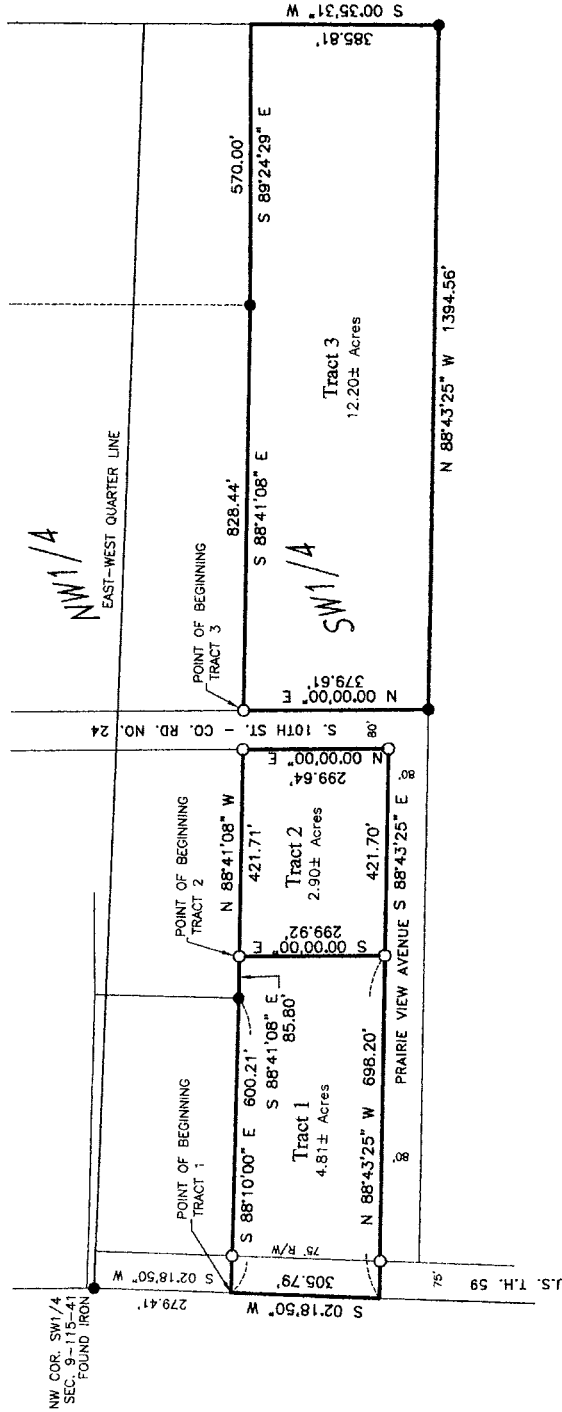 NW COR. SW1/4
SEC. 9-115-41
FOUND IRON
279.41'
S 02°18'50" W
NW1/4
EAST-WEST QUARTER LINE
POINT OF BEGINNING
TRACT 1
POINT OF BEGINNING
TRACT 2
POINT OF BEGINNING
TRACT 3
S 88°10'00" E 600.21'
S 88°41'08" E
85.80'
N 88°41'08" W
421.71'
828.44'
S 88°41'08" E
570.00'
S 89°24'29" E
S 00°35'31" W
385.81'
S 02°18'50" W
305.79'
75' R/W
Tract 1
4.81± Acres
S 00°00'00" E
299.92'
Tract 2
2.90± Acres
N 00°00'00" E
299.64'
S. 10TH ST. - CO. RD. NO. 24
80'
N 00°00'00" E
379.61'
SW1/4
Tract 3
12.20± Acres
N 88°43'25" W 698.20'
421.70'
80'
N 88°43'25" W 1394.56'
PRAIRIE VIEW AVENUE S 88°43'25" E
80'
75'
U.S. T.H. 59